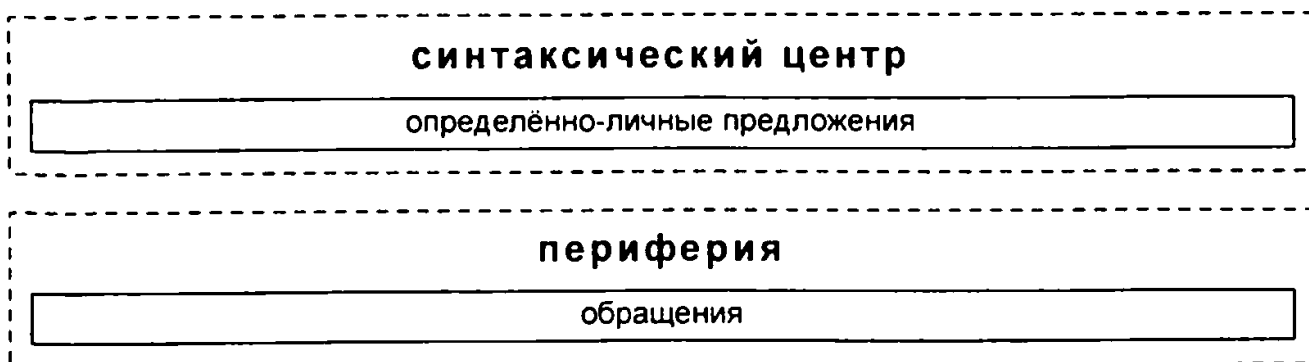 синтаксический центр
определённо-личные предложения
периферия
обращения